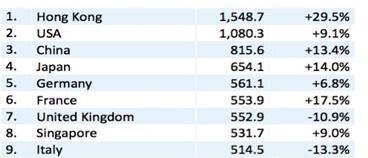 1. Hong Kong 1,548.7 +29.5%
2. USA 1,080.3 +9.1%
3. China 815.6 +13.4%
4. Japan 654.1 +14.0%
5. Germany 561.1 +6.8%
6. France 553.9 +17.5%
7. United Kingdom 552.9 -10.9%
8. Singapore 531.7 +9.0%
9. Italy 514.5 -13.3%